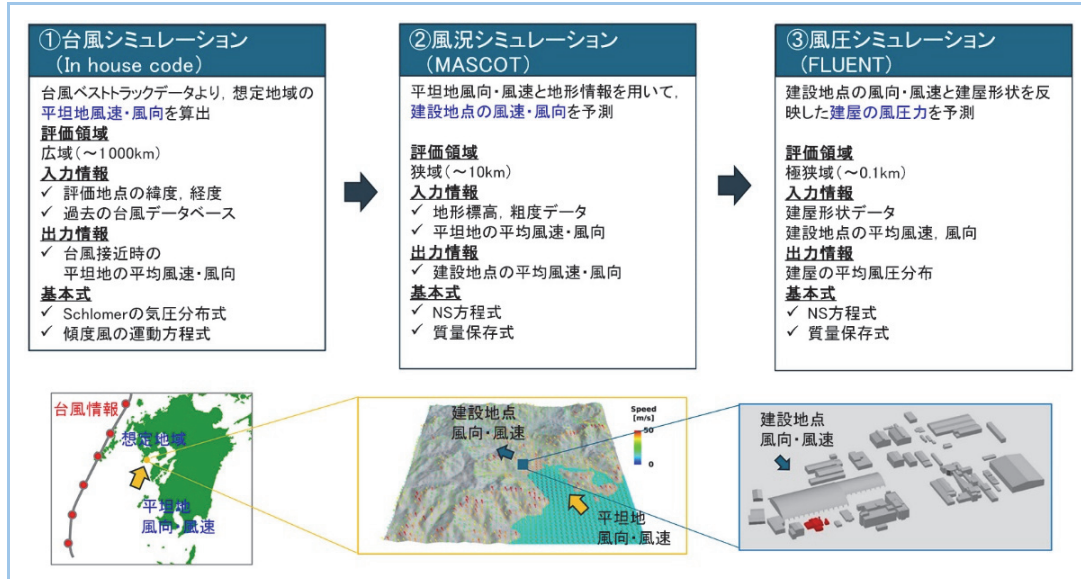 ①台風シミュレーション
（In house code）
台風ベストトラックデータより，想定地域の
平坦地風速・風向を算出
評価領域
広域（～1000km）
入力情報
✓ 評価地点の緯度，経度
✓ 過去の台風データベース
出力情報
✓ 台風接近時の
平坦地の平均風速・風向
基本式
✓ Schlomerの気圧分布式
✓ 傾度風の運動方程式
②風況シミュレーション
（MASCOT）
平坦地風向・風速と地形情報を用いて，
建設地点の風速・風向を予測
評価領域
狭域（～10km）
入力情報
✓ 地形標高，粗度データ
✓ 平坦地の平均風速・風向
出力情報
✓ 建設地点の平均風速・風向
基本式
✓ NS方程式
✓ 質量保存式
③風圧シミュレーション
（FLUENT）
建設地点の風向・風速と建屋形状を反
映した建屋の風圧力を予測
評価領域
極狭域（～0.1km）
入力情報
建屋形状データ
建設地点の平均風速，風向
出力情報
建屋の平均風圧分布
基本式
✓ NS方程式
✓ 質量保存式
台風情報
想定地域
平坦地
風向・風速
建設地点
風向・風速
Speed
[m/s]
50
0
平坦地
風向・風速
建設地点
風向・風速